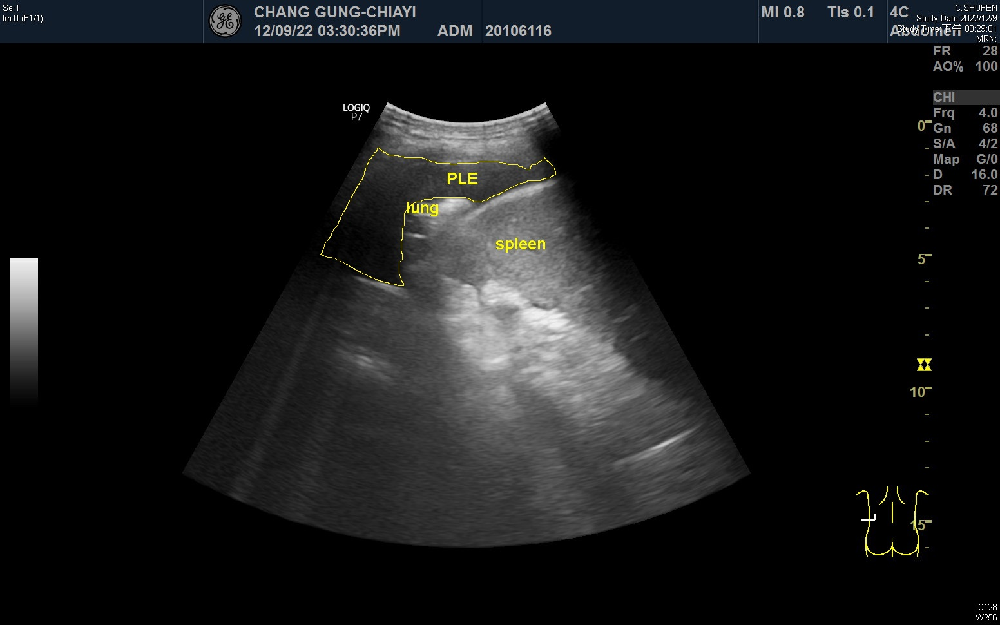 Se:1
Im:0 (F1/1)
CHANG GUNG-CHIAYI
12/09/22 03:30:36PM ADM 20106116
MI 0.8 TIs 0.1 4C
Abdomen
C.SHUFEN
Study Date:2022/12/9
Study Time:下午 03:29:01
MRN:
FR 28
AO% 100
CHI
Frq 4.0
Gn 68
S/A 4/2
Map G/0
D 16.0
DR 72
LOGIQ
P7
PLE
lung
spleen
0
5
10
15
C128
W256